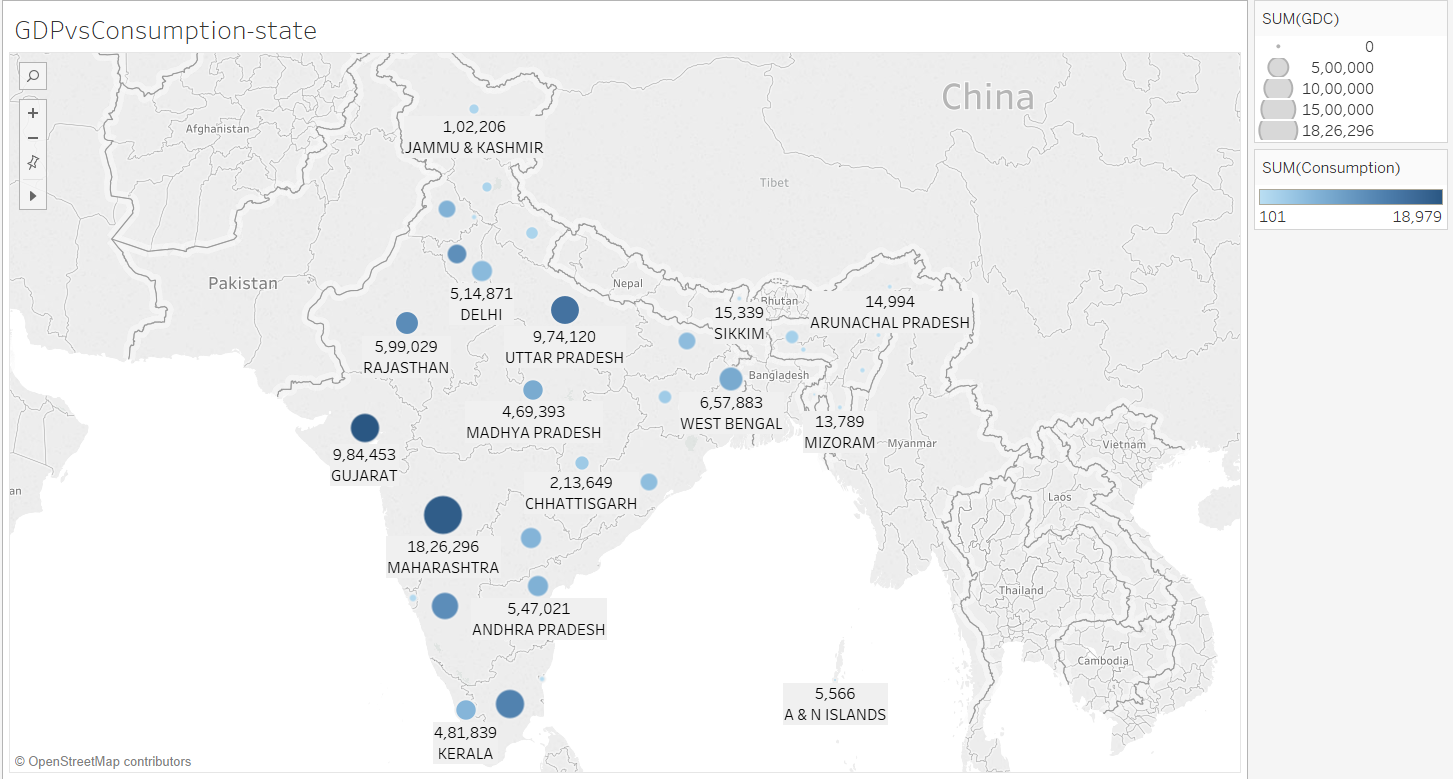 GDPvsConsumption-state
SUM(GDC)
0
5,00,000
10,00,000
15,00,000
18,26,296
SUM(Consumption)
101 18,979
China
Afghanistan
1,02,206
JAMMU & KASHMIR
Tibet
Pakistan
Nepal
5,14,871
DELHI
Bhutan
14,994
ARUNACHAL PRADESH
15,339
SIKKIM
9,74,120
UTTAR PRADESH
5,99,029
RAJASTHAN
Bangladesh
4,69,393
MADHYA PRADESH
6,57,883
WEST BENGAL
13,789
MIZORAM
Myanmar
Vietnam
9,84,453
GUJARAT
an
2,13,649
CHHATTISGARH
Laos
18,26,296
MAHARASHTRA
Thailand
5,47,021
ANDHRA PRADESH
Cambodia
5,566
A & N ISLANDS
4,81,839
KERALA
© OpenStreetMap contributors